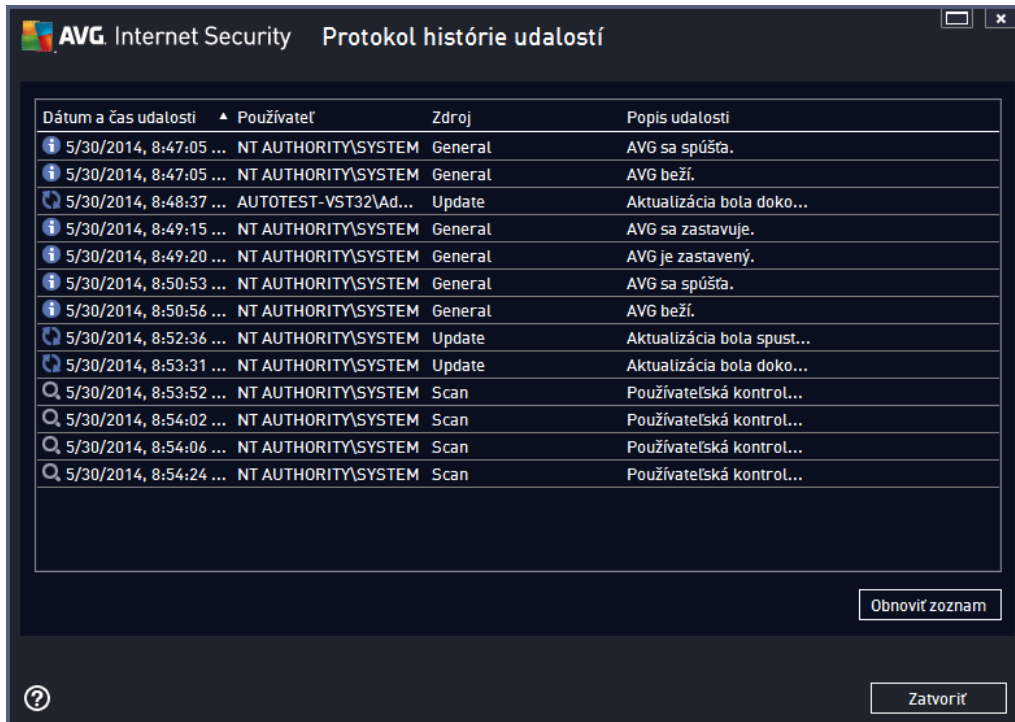 AVG. Internet Security Protokol histórie udalostí
Dátum a čas udalosti Používateľ Zdroj Popis udalosti
5/30/2014, 8:47:05 ... NT AUTHORITY\SYSTEM General AVG sa spúšťa.
5/30/2014, 8:47:05 ... NT AUTHORITY\SYSTEM General AVG beží.
5/30/2014, 8:48:37 ... AUTOTEST-VST32\Ad... Update Aktualizácia bola doko...
5/30/2014, 8:49:15 ... NT AUTHORITY\SYSTEM General AVG sa zastavuje.
5/30/2014, 8:49:20 ... NT AUTHORITY\SYSTEM General AVG je zastavený.
5/30/2014, 8:50:53 ... NT AUTHORITY\SYSTEM General AVG sa spúšťa.
5/30/2014, 8:50:56 ... NT AUTHORITY\SYSTEM General AVG beží.
5/30/2014, 8:52:36 ... NT AUTHORITY\SYSTEM Update Aktualizácia bola spust...
5/30/2014, 8:53:31 ... NT AUTHORITY\SYSTEM Update Aktualizácia bola doko...
5/30/2014, 8:53:52 ... NT AUTHORITY\SYSTEM Scan Používateľská kontrol...
5/30/2014, 8:54:02 ... NT AUTHORITY\SYSTEM Scan Používateľská kontrol...
5/30/2014, 8:54:06 ... NT AUTHORITY\SYSTEM Scan Používateľská kontrol...
5/30/2014, 8:54:24 ... NT AUTHORITY\SYSTEM Scan Používateľská kontrol...
Obnoviť zoznam
Zatvoriť